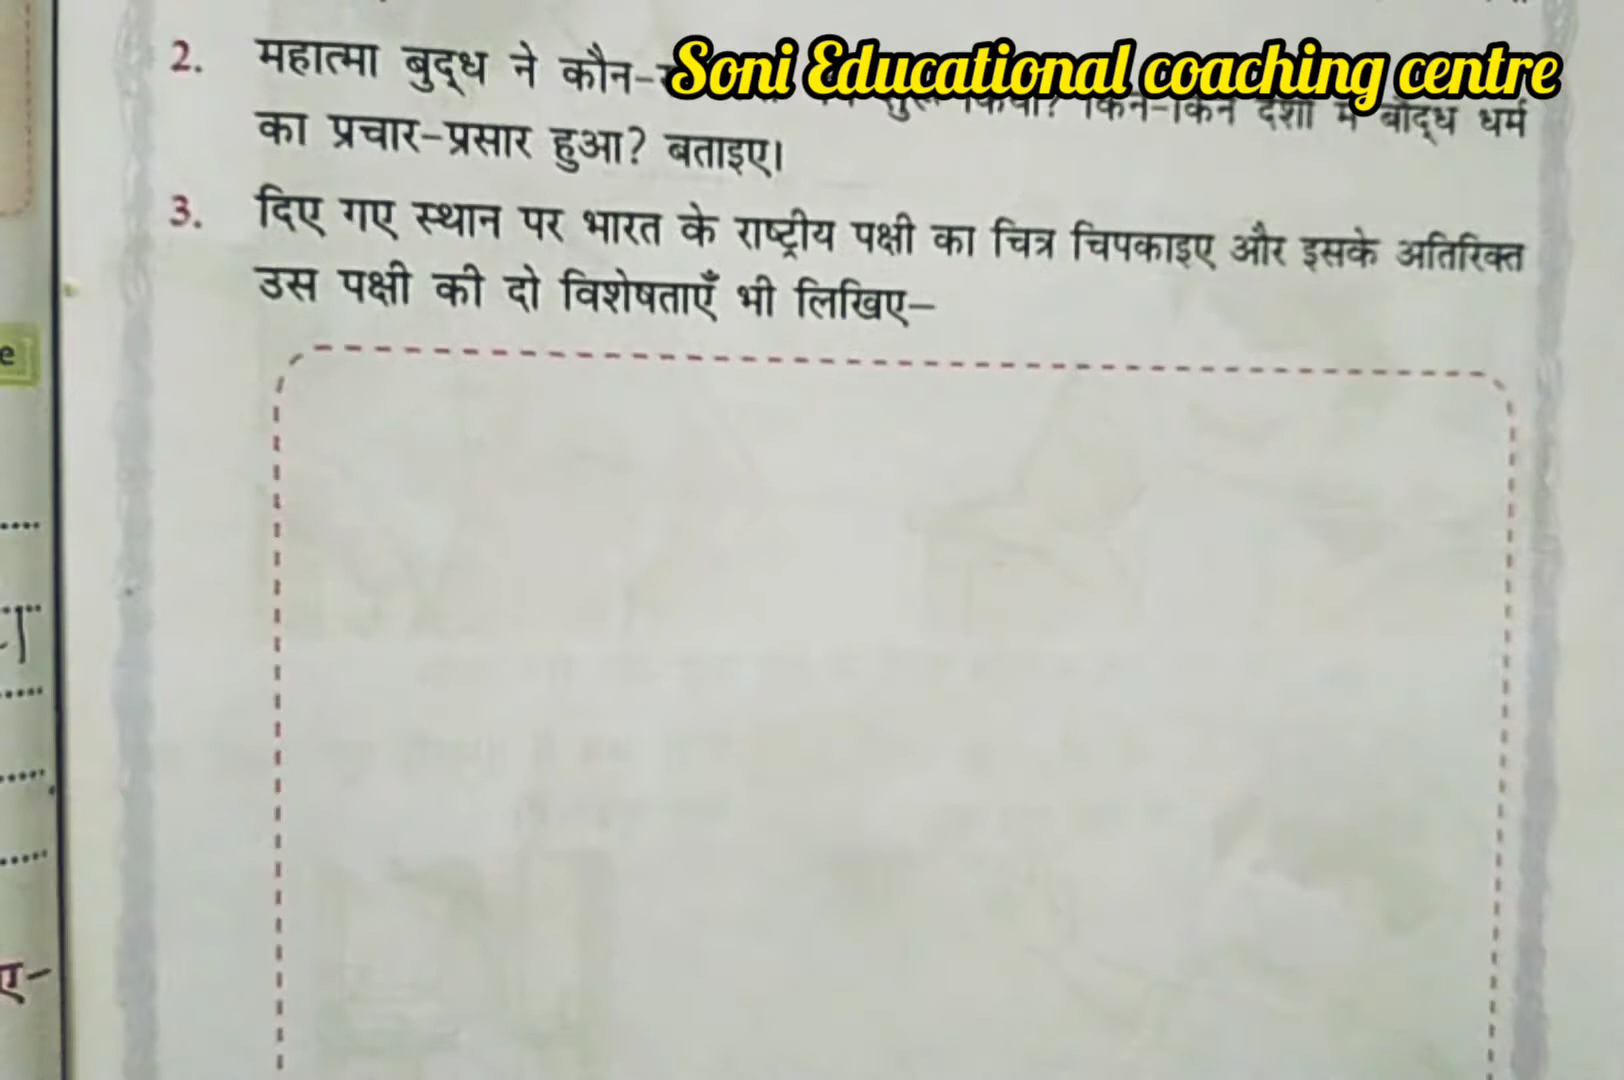 Soni Educational coaching centre
2. महात्मा बुद्ध ने कौन- किन-किन देशों में बौद्ध धर्म
का प्रचार-प्रसार हुआ? बताइए।
3. दिए गए स्थान पर भारत के राष्ट्रीय पक्षी का चित्र चिपकाइए और इसके अतिरिक्त
उस पक्षी की दो विशेषताएँ भी लिखिए–
e
ए–